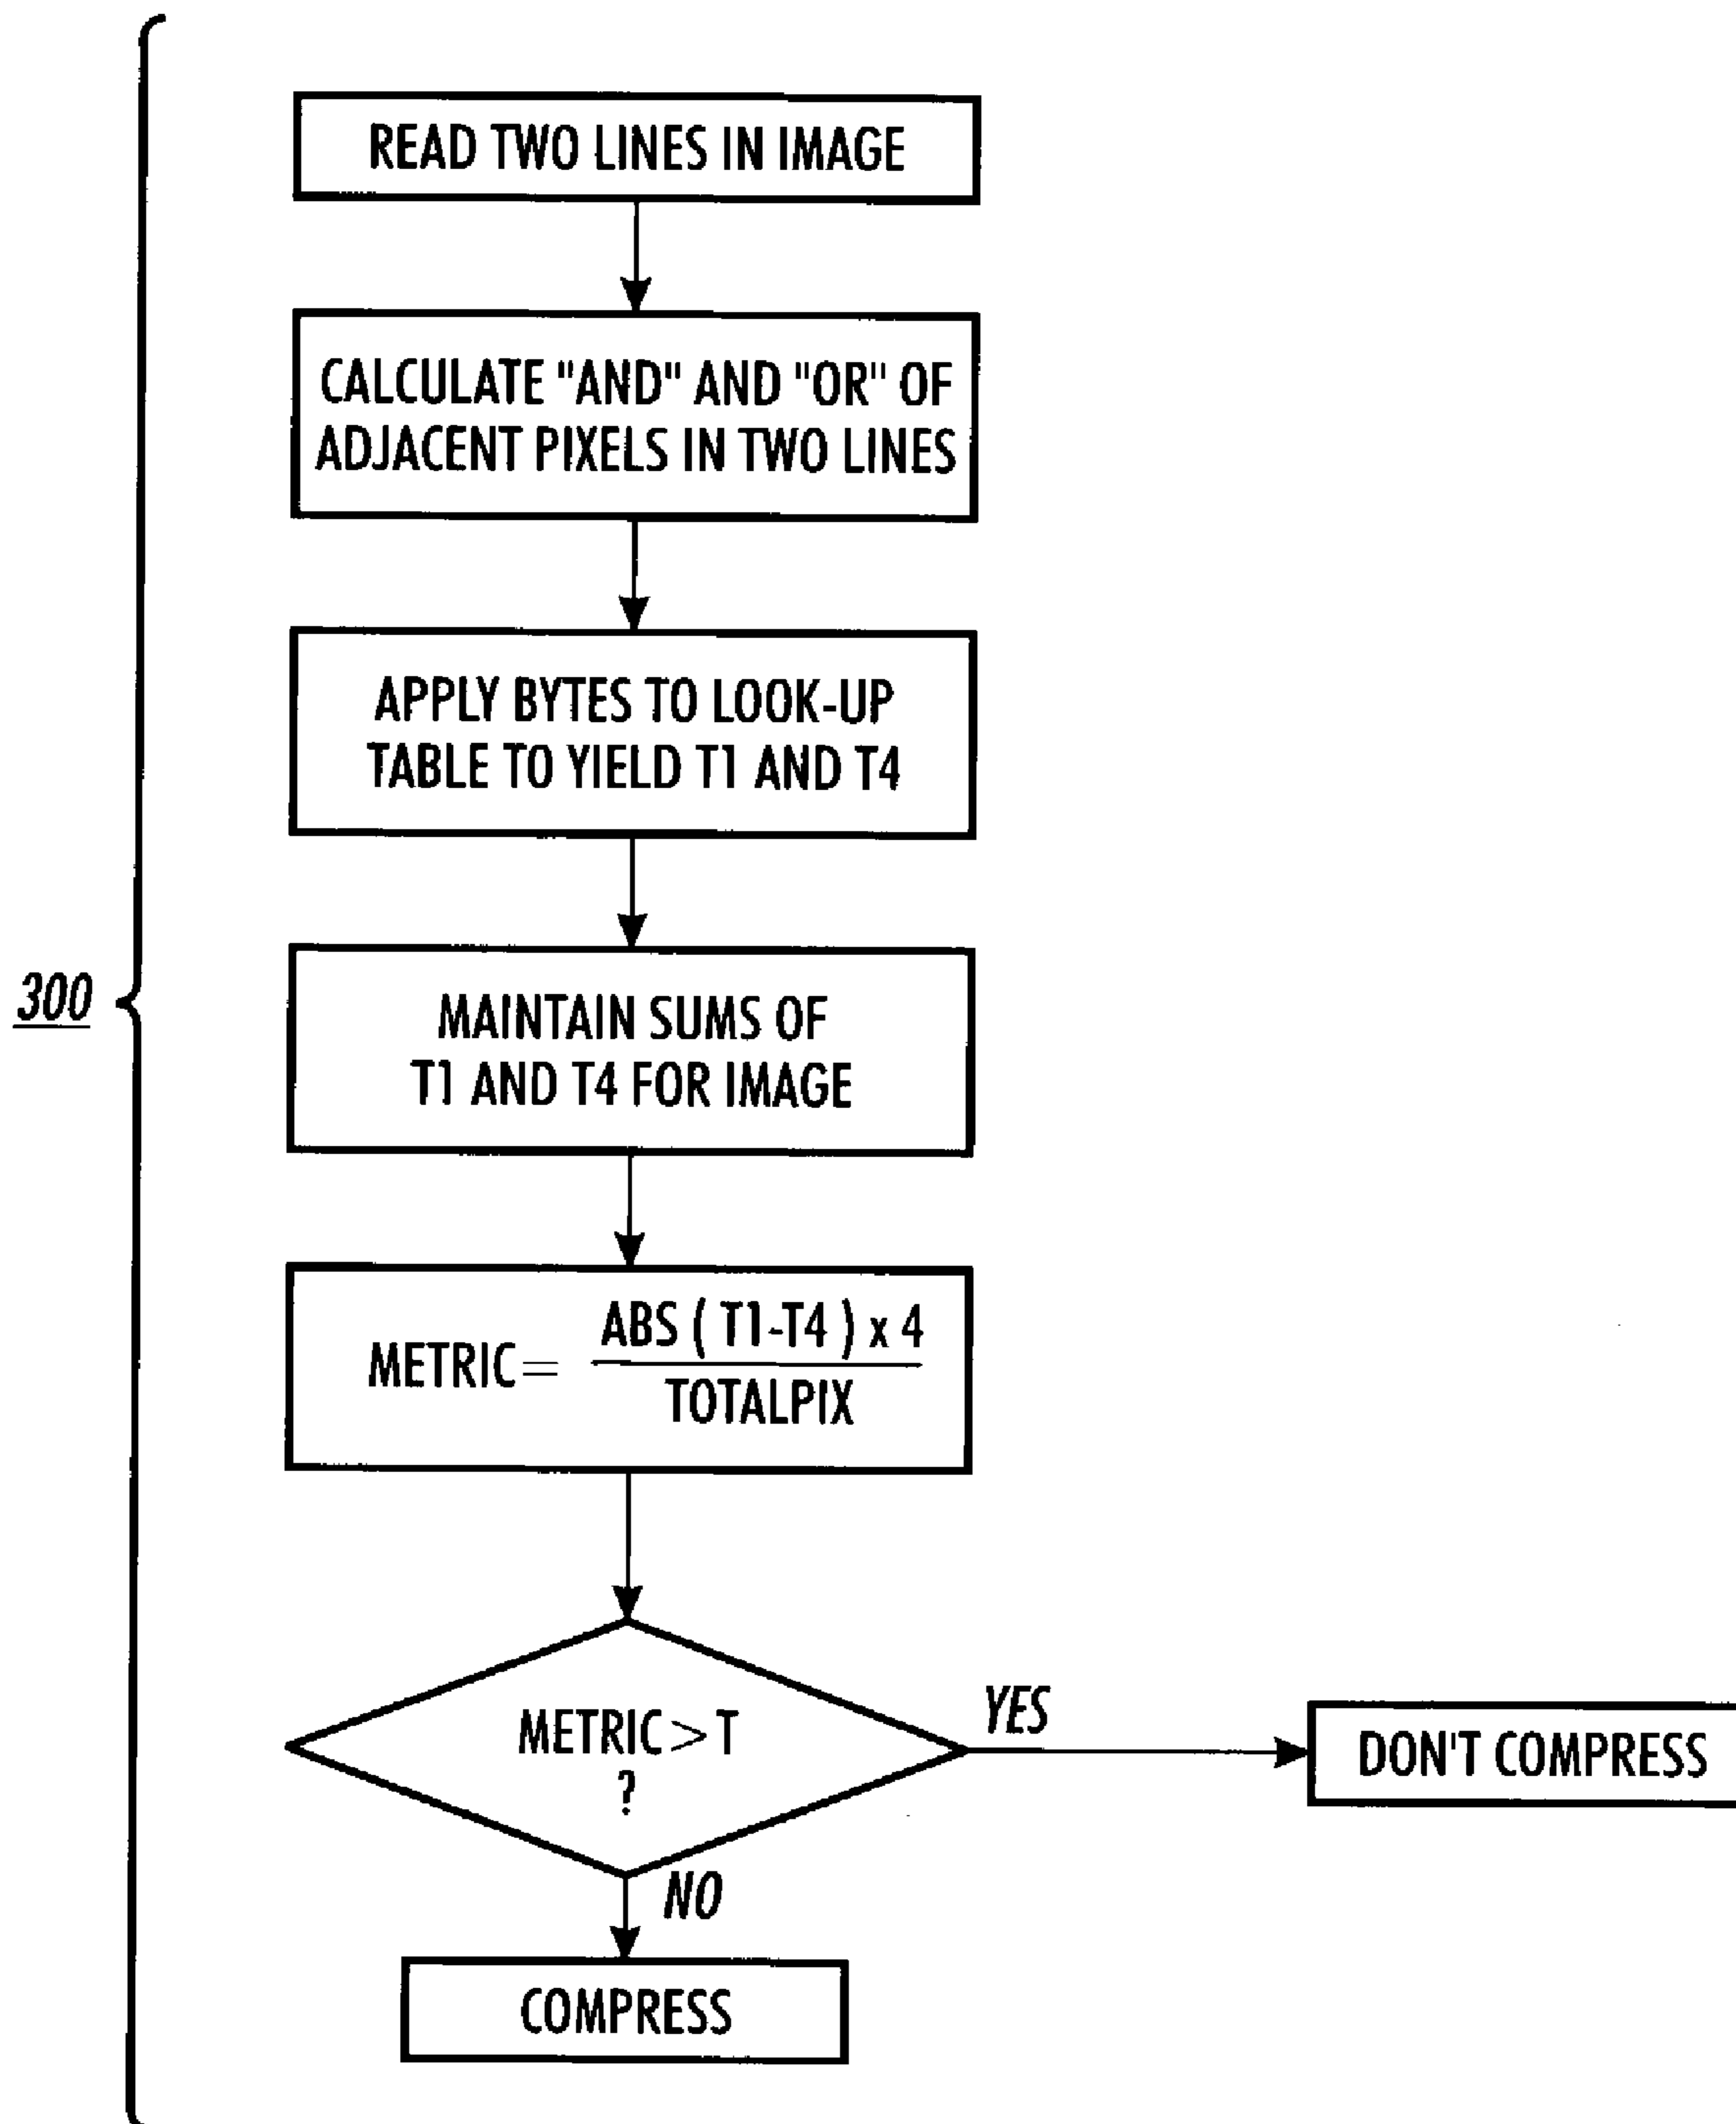 READ TWO LINES IN IMAGE
CALCULATE "AND" AND "OR" OF
ADJACENT PIXELS IN TWO LINES
APPLY BYTES TO LOOK-UP
TABLE TO YIELD T1 AND T4
300
MAINTAIN SUMS OF
T1 AND T4 FOR IMAGE
METRIC = ABS ( T1-T4 ) x 4
TOTALPIX
METRIC > T
?
YES
DON'T COMPRESS
NO
COMPRESS